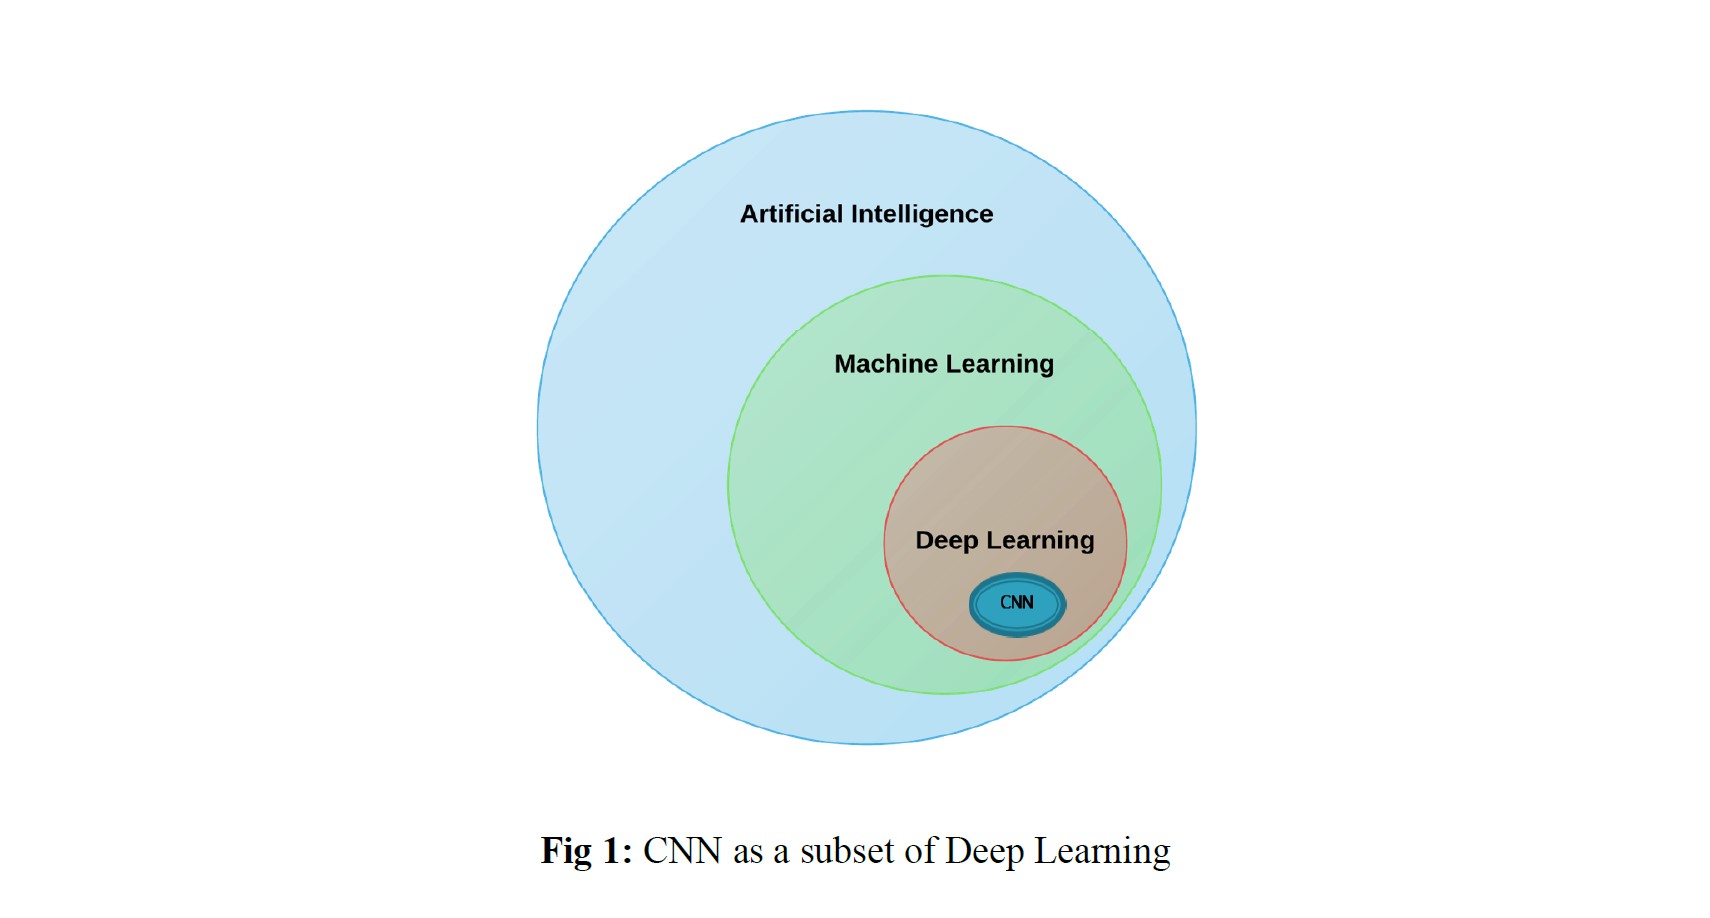 Artificial Intelligence
Machine Learning
Deep Learning
CNN
Fig 1: CNN as a subset of Deep Learning